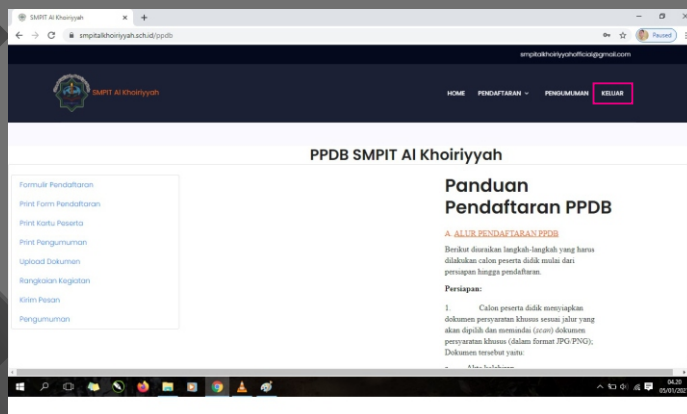 SMPIT Al Khoiriyyah
smpitalkhoiriyyah.sch.id/ppdb
Paused
smpitalkhoiriyyahofficial@gmail.com
SMPIT Al Khoiriyyah
HOME PENDAFTARAN PENGUMUMAN KELUAR
PPDB SMPIT Al Khoiriyyah
Formulir Pendaftaran
Print Form Pendaftaran
Print Kartu Peserta
Print Pengumuman
Upload Dokumen
Rangkaian Kegiatan
Kirim Pesan
Pengumuman
Panduan
Pendaftaran PPDB
A. ALUR PENDAFTARAN PPDB
Berikut diuraikan langkah-langkah yang harus
dilakukan calon peserta didik mulai dari
persiapan hingga pendaftaran.
Persiapan:
1. Calon peserta didik menyiapkan
dokumen persyaratan khusus sesuai jalur yang
akan dipilih dan memindai (scan) dokumen
persyaratan khusus (dalam format JPG/PNG);
Dokumen tersebut yaitu:
04.20